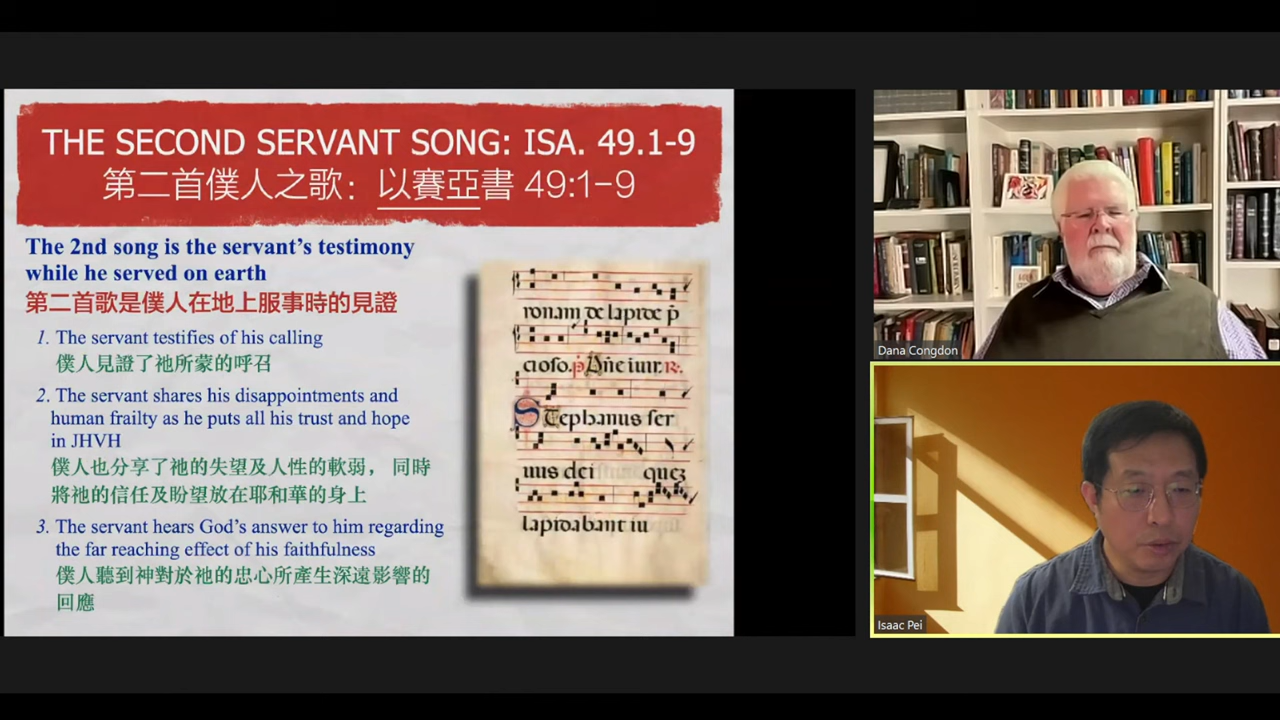 THE SECOND SERVANT SONG: ISA. 49.1-9
第二首僕人之歌：以賽亞書 49:1-9
The 2nd song is the servant's testimony
while he served on earth
第二首歌是僕人在地上服事時的見證
1. The servant testifies of his calling
僕人見證了祂所蒙的呼召
2. The servant shares his disappointments and
human frailty as he puts all his trust and hope
in JHVH
僕人也分享了祂的失望及人性的軟弱， 同時
將祂的信任及盼望放在耶和華的身上
3. The servant hears God's answer to him regarding
the far reaching effect of his faithfulness
僕人聽到神對於祂的忠心所產生深遠影響的
回應
ronam de lapide p̄
Stephanus ser
uus dei quez
lapidabant iu
Dana Congdon
Isaac Pei